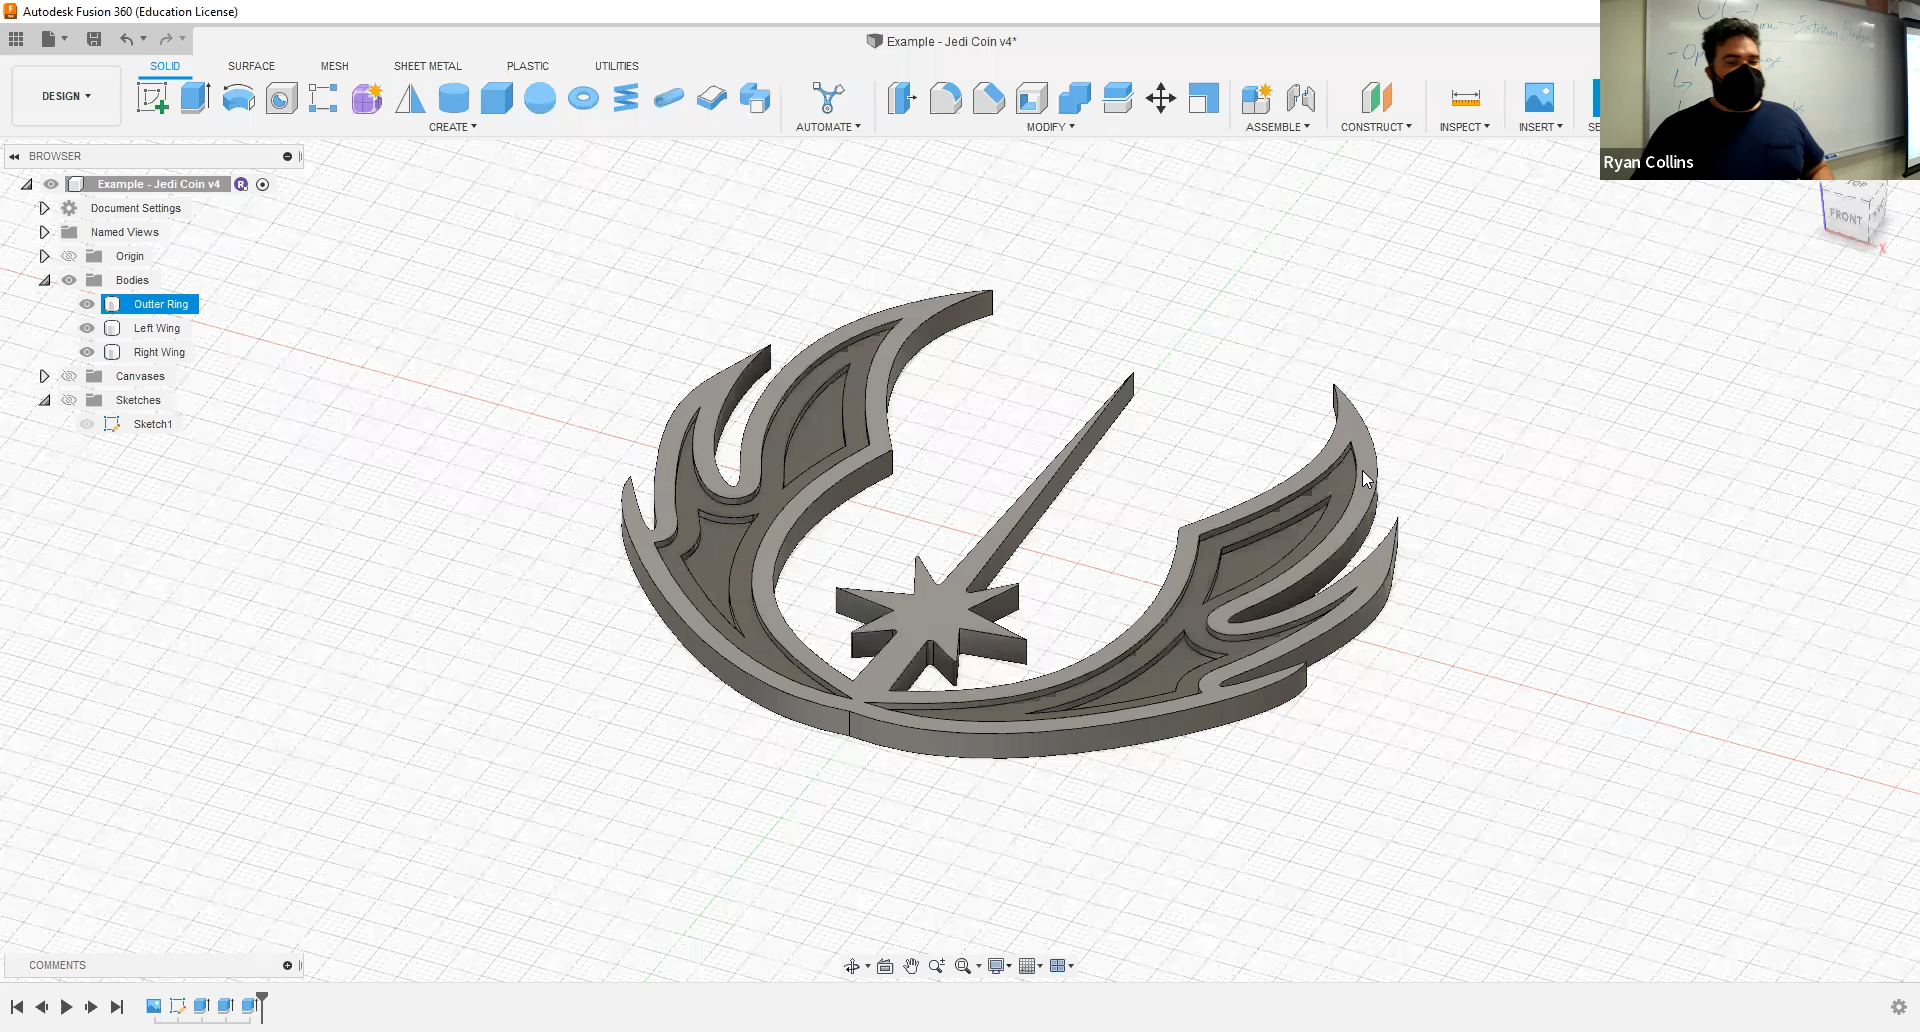 Autodesk Fusion 360 (Education License)
Example - Jedi Coin v4*
SOLID SURFACE MESH SHEET METAL PLASTIC UTILITIES
DESIGN
CREATE AUTOMATE MODIFY ASSEMBLE CONSTRUCT INSPECT INSERT SE
Ryan Collins
BROWSER
Example - Jedi Coin v4
Document Settings
Named Views
Origin
Bodies
Outter Ring
Left Wing
Right Wing
Canvases
Sketches
Sketch1
TOP
FRONT
X
COMMENTS